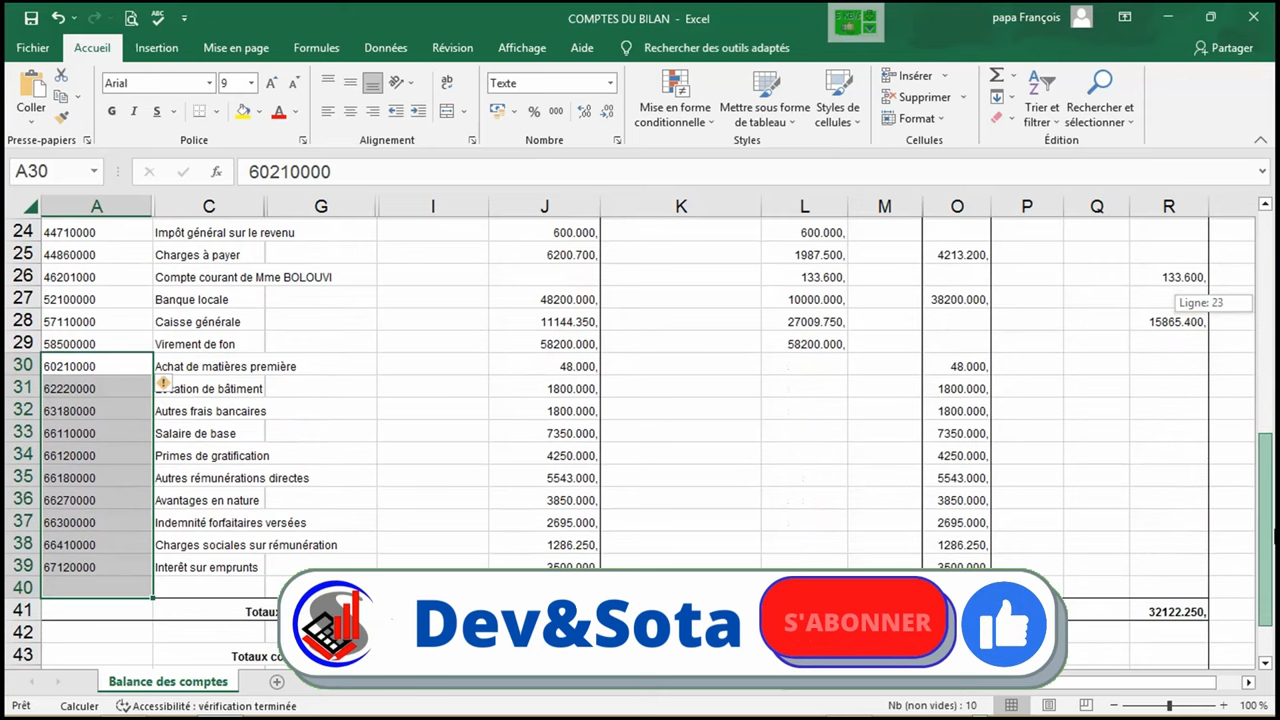 COMPTES DU BILAN - Excel
papa François
Fichier Accueil Insertion Mise en page Formules Données Révision Affichage Aide Rechercher des outils adaptés Partager
Coller
Arial 9
Texte
Mise en forme conditionnelle
Mettre sous forme de tableau
Styles de cellules
Insérer
Supprimer
Format
Trier et filtrer
Rechercher et sélectionner
Presse-papiers Police Alignement Nombre Styles Cellules Édition
A30 fx 60210000
A C G I J K L M O P Q R
24 44710000 Impôt général sur le revenu 600.000, 600.000,
25 44860000 Charges à payer 6200.700, 1987.500, 4213.200,
26 46201000 Compte courant de Mme BOLOUVI 133.600, 133.600,
27 52100000 Banque locale 48200.000, 10000.000, 38200.000,
Ligne: 23
28 57110000 Caisse générale 11144.350, 27009.750, 15865.400,
29 58500000 Virement de fon 58200.000, 58200.000,
30 60210000 Achat de matières première 48.000, 48.000,
31 62220000 cation de bâtiment 1800.000, 1800.000,
32 63180000 Autres frais bancaires 1800.000, 1800.000,
33 66110000 Salaire de base 7350.000, 7350.000,
34 66120000 Primes de gratification 4250.000, 4250.000,
35 66180000 Autres rémunérations directes 5543.000, 5543.000,
36 66270000 Avantages en nature 3850.000, 3850.000,
37 66300000 Indemnité forfaitaires versées 2695.000, 2695.000,
38 66410000 Charges sociales sur rémunération 1286.250, 1286.250,
39 67120000 Interêt sur emprunts 3500.000, 3500.000,
40
41 Totau 32122.250,
42
43 Totaux co
Dev&Sota S'ABONNER
Balance des comptes
Prêt Calculer Accessibilité : vérification terminée Nb (non vides) : 10 100 %